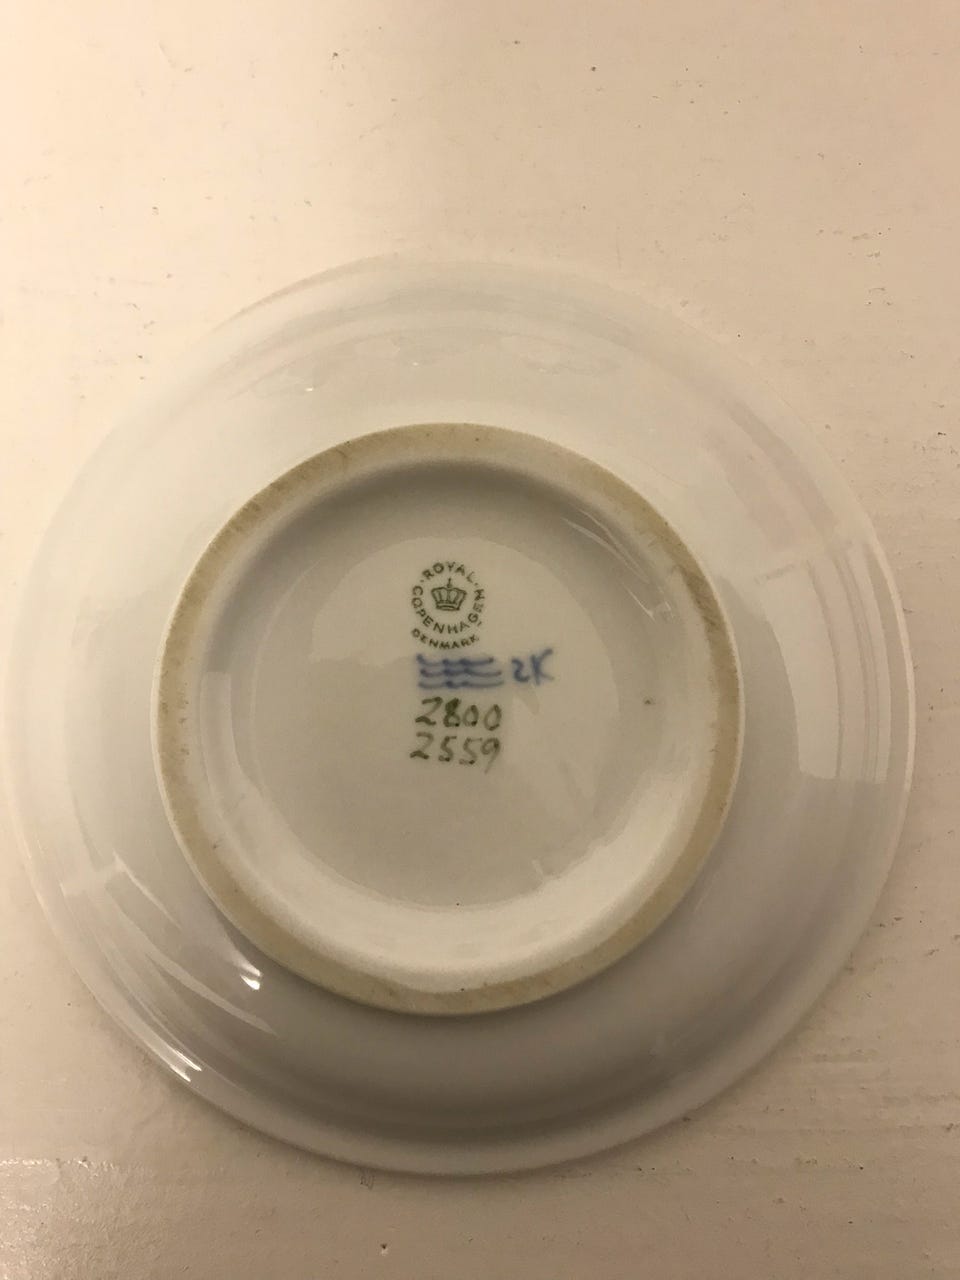 ROYAL
COPENHAGEN
DENMARK
2K
2800
2559